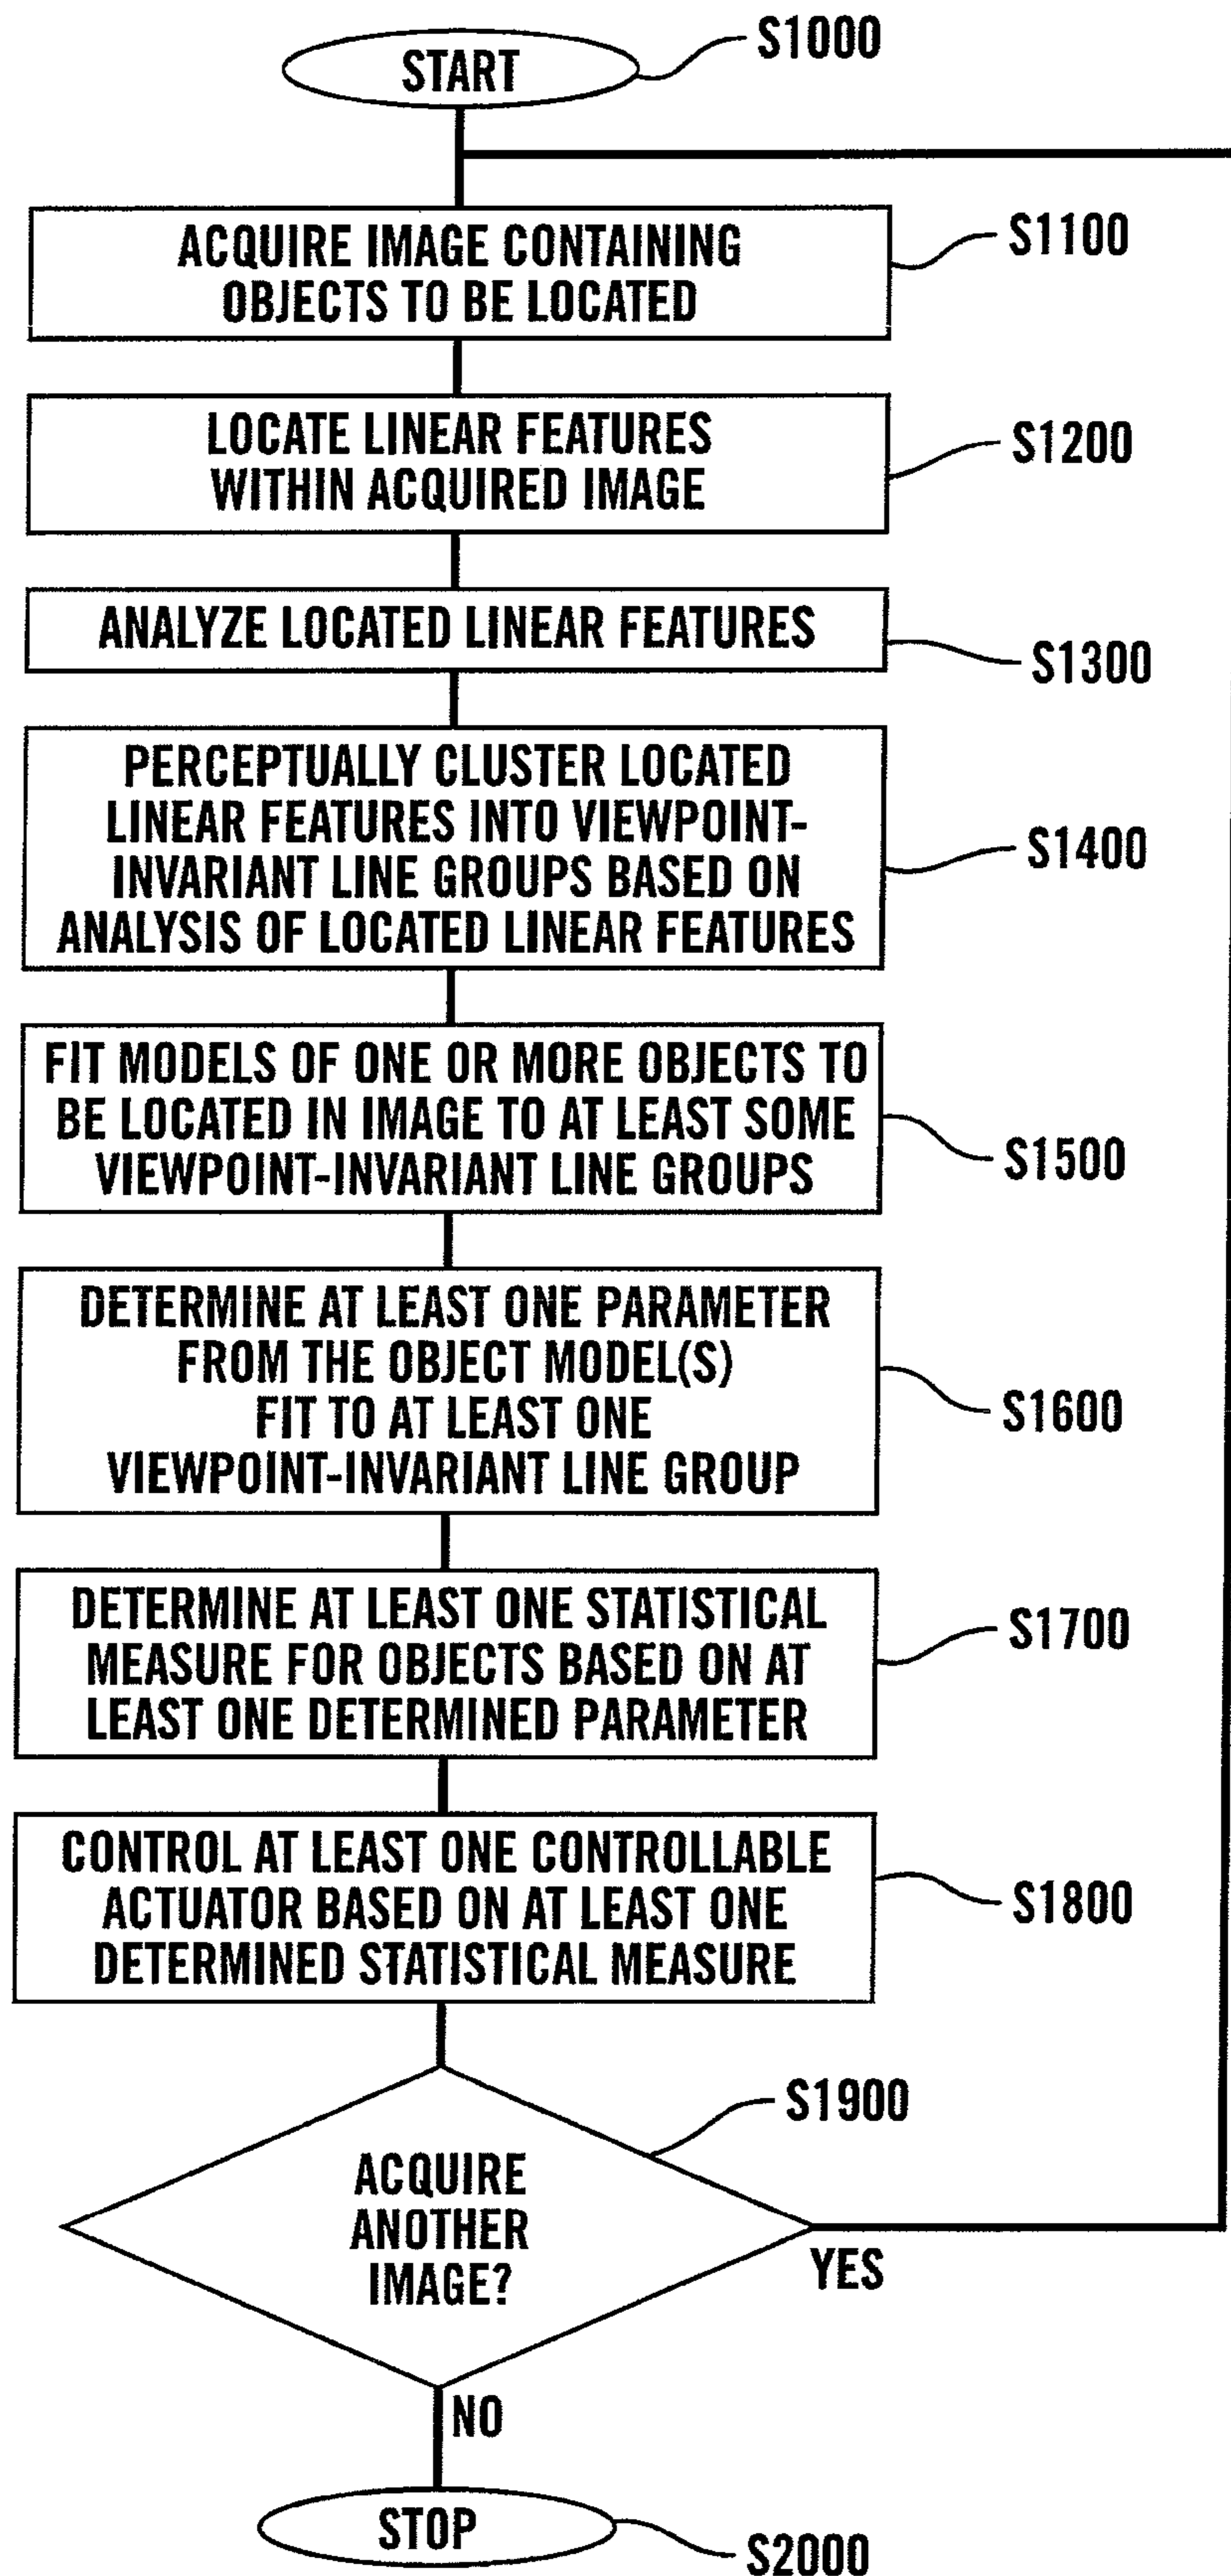 START
S1000
ACQUIRE IMAGE CONTAINING
OBJECTS TO BE LOCATED
S1100
LOCATE LINEAR FEATURES
WITHIN ACQUIRED IMAGE
S1200
ANALYZE LOCATED LINEAR FEATURES
S1300
PERCEPTUALLY CLUSTER LOCATED
LINEAR FEATURES INTO VIEWPOINT-
INVARIANT LINE GROUPS BASED ON
ANALYSIS OF LOCATED LINEAR FEATURES
S1400
FIT MODELS OF ONE OR MORE OBJECTS TO
BE LOCATED IN IMAGE TO AT LEAST SOME
VIEWPOINT-INVARIANT LINE GROUPS
S1500
DETERMINE AT LEAST ONE PARAMETER
FROM THE OBJECT MODEL(S)
FIT TO AT LEAST ONE
VIEWPOINT-INVARIANT LINE GROUP
S1600
DETERMINE AT LEAST ONE STATISTICAL
MEASURE FOR OBJECTS BASED ON AT
LEAST ONE DETERMINED PARAMETER
S1700
CONTROL AT LEAST ONE CONTROLLABLE
ACTUATOR BASED ON AT LEAST ONE
DETERMINED STATISTICAL MEASURE
S1800
S1900
ACQUIRE
ANOTHER
IMAGE?
YES
NO
STOP
S2000